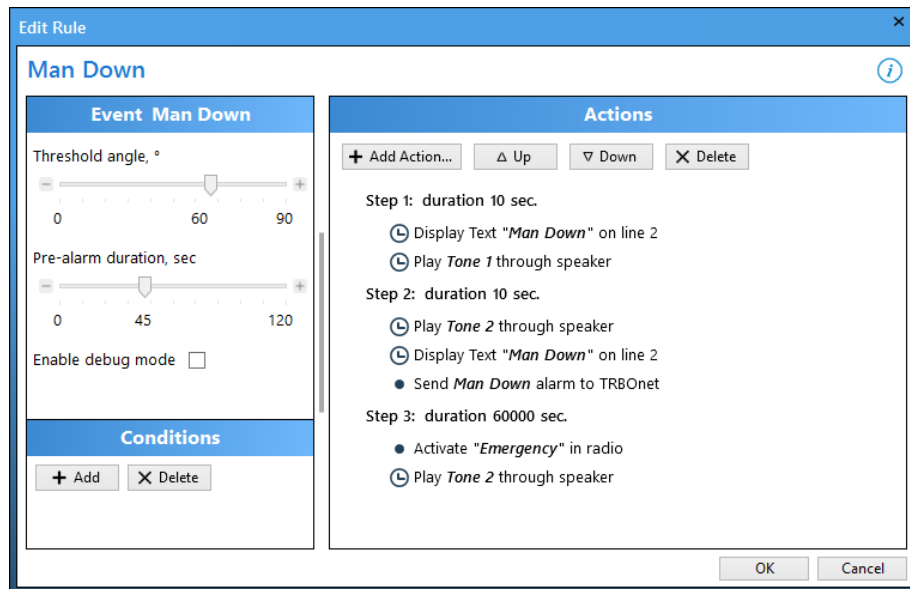 Edit Rule
Man Down
Event Man Down
Threshold angle, °
0 60 90
Pre-alarm duration, sec
0 45 120
Enable debug mode
Conditions
Add Delete
Actions
Add Action... Up Down Delete
Step 1: duration 10 sec.
Display Text "Man Down" on line 2
Play Tone 1 through speaker
Step 2: duration 10 sec.
Play Tone 2 through speaker
Display Text "Man Down" on line 2
Send Man Down alarm to TRBOnet
Step 3: duration 60000 sec.
Activate "Emergency" in radio
Play Tone 2 through speaker
OK Cancel